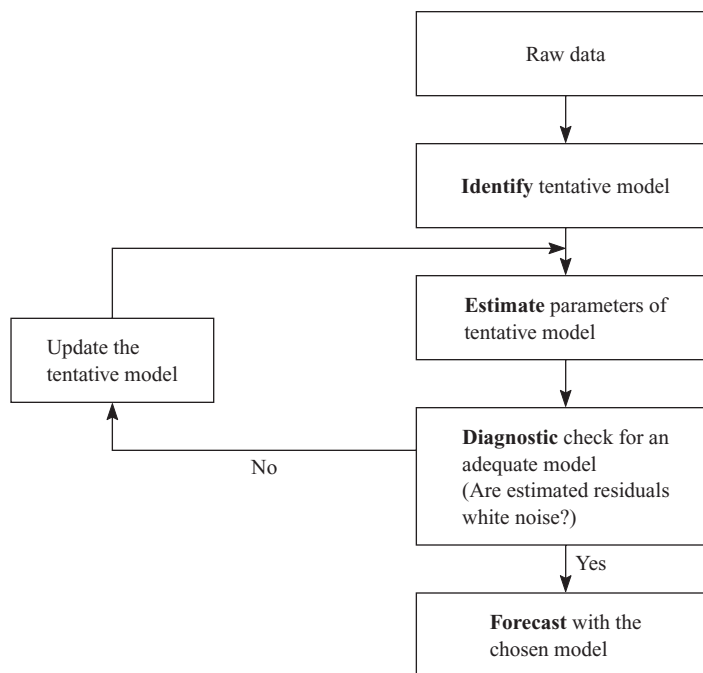 Raw data
Identify tentative model
Estimate parameters of
tentative model
Update the
tentative model
Diagnostic check for an
adequate model
(Are estimated residuals
white noise?)
No
Yes
Forecast with the
chosen model